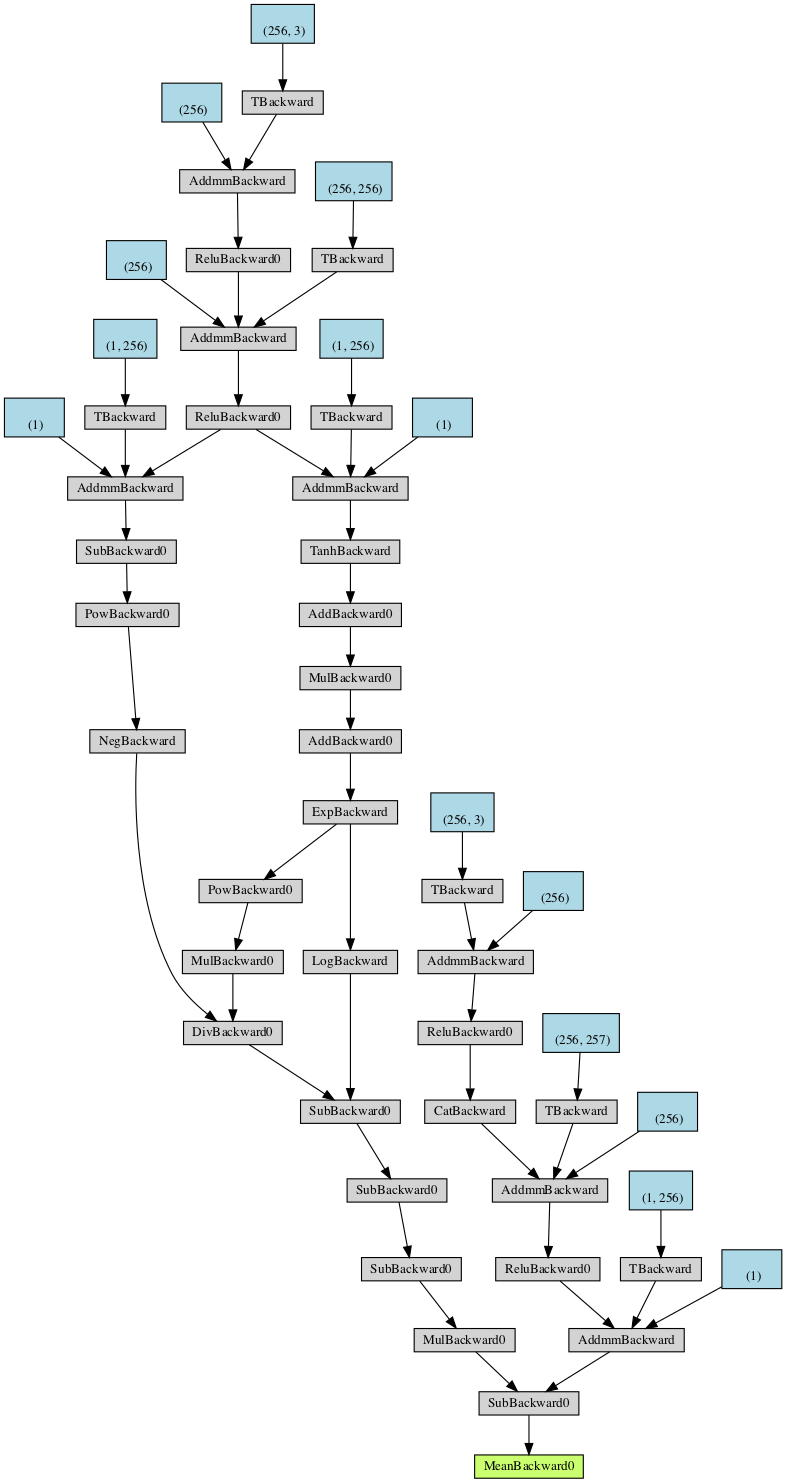 (256, 3)
(256)
TBackward
AddmmBackward
(256, 256)
(256)
ReluBackward0
TBackward
(1, 256)
AddmmBackward
(1, 256)
(1)
TBackward
ReluBackward0
TBackward
(1)
AddmmBackward
AddmmBackward
SubBackward0
TanhBackward
PowBackward0
AddBackward0
MulBackward0
NegBackward
AddBackward0
ExpBackward
(256, 3)
PowBackward0
TBackward
(256)
MulBackward0
LogBackward
AddmmBackward
DivBackward0
ReluBackward0
(256, 257)
SubBackward0
CatBackward
TBackward
(256)
SubBackward0
AddmmBackward
(1, 256)
SubBackward0
ReluBackward0
TBackward
(1)
MulBackward0
AddmmBackward
SubBackward0
MeanBackward0